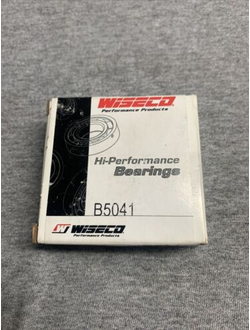 WISECO
Performance Products
Hi-Performance
Bearings
B5041
W WISECO
Performance Products